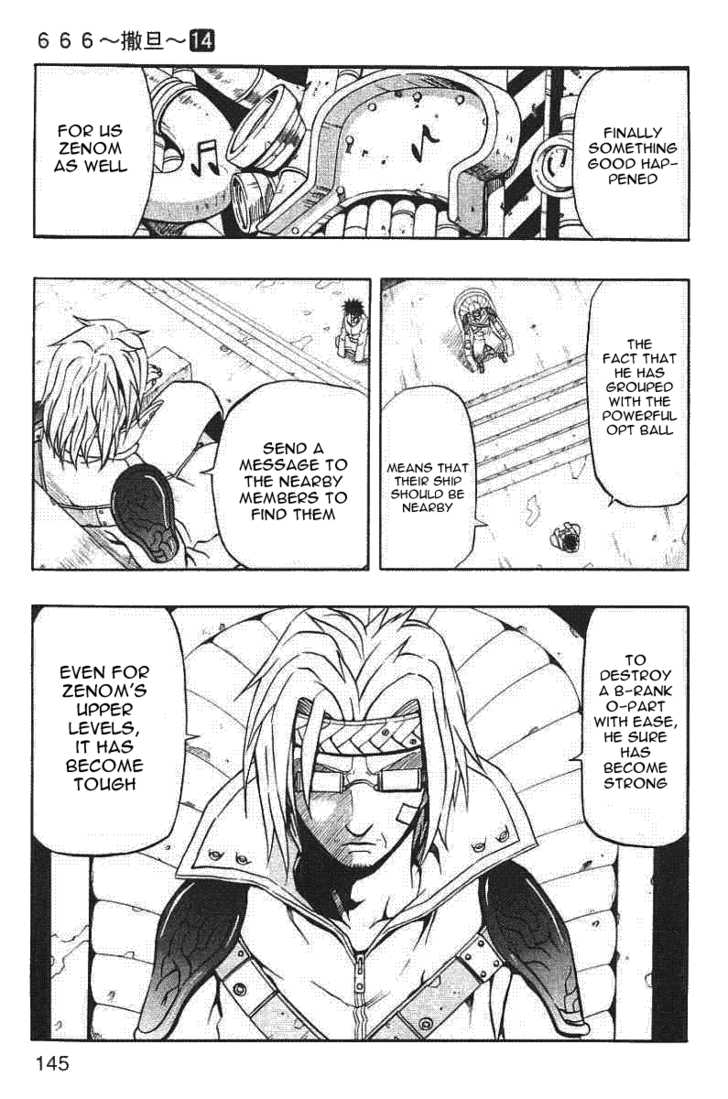 666～撒旦～14
FINALLY
SOMETHING
GOOD HAP-
PENED
FOR US
ZENOM
AS WELL
THE
FACT THAT
HE HAS
GROUPED
WITH THE
POWERFUL
OPT BALL
MEANS THAT
THEIR SHIP
SHOULD BE
NEARBY
SEND A
MESSAGE TO
THE NEARBY
MEMBERS TO
FIND THEM
TO
DESTROY
A B-RANK
O-PART
WITH EASE,
HE SURE
HAS
BECOME
STRONG
EVEN FOR
ZENOM'S
UPPER
LEVELS,
IT HAS
BECOME
TOUGH
145